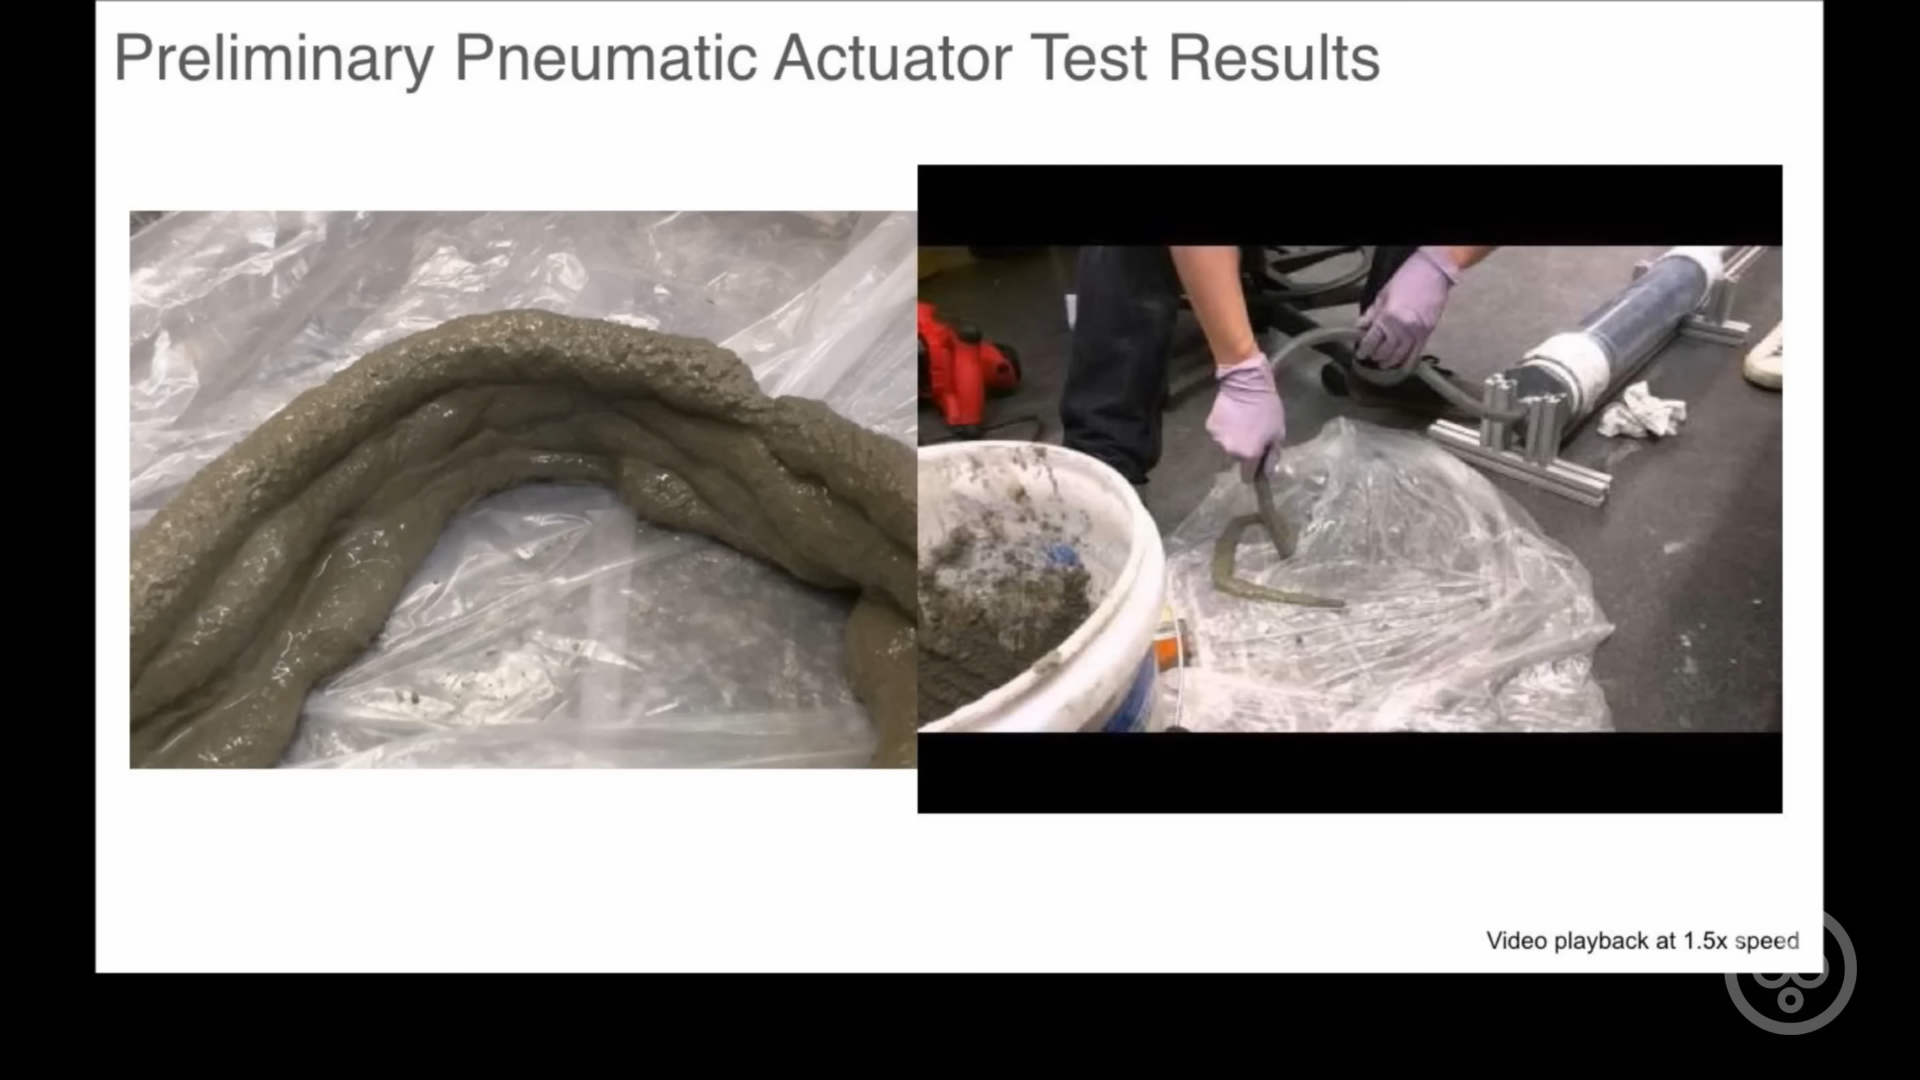 Preliminary Pneumatic Actuator Test Results
Video playback at 1.5x speed